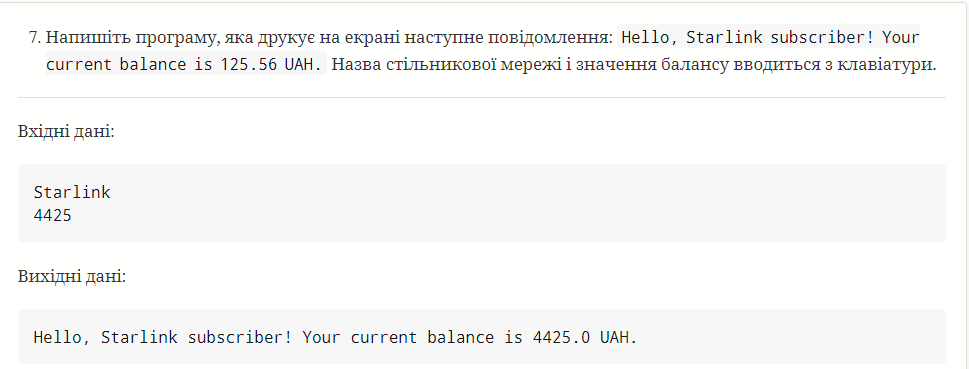 7. Напишіть програму, яка друкує на екрані наступне повідомлення: Hello, Starlink subscriber! Your
current balance is 125.56 UAH. Назва стільникової мережі і значення балансу вводиться з клавіатури.
Вхідні дані:
Starlink
4425
Вихідні дані:
Hello, Starlink subscriber! Your current balance is 4425.0 UAH.